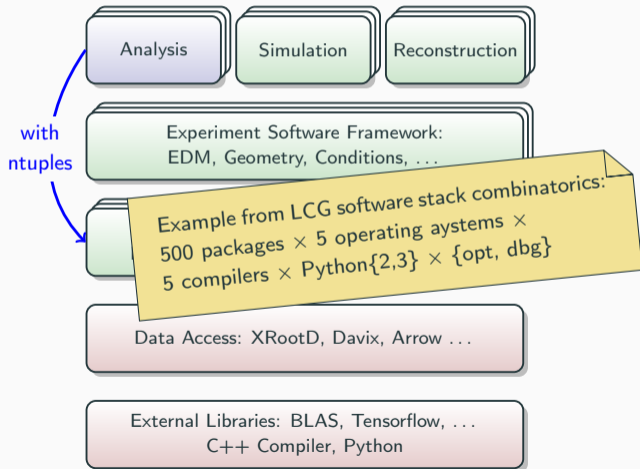 Analysis
Simulation
Reconstruction
with
ntuples
Experiment Software Framework:
EDM, Geometry, Conditions, . . .
Example from LCG software stack combinatorics:
500 packages × 5 operating aystems ×
5 compilers × Python{2,3} × {opt, dbg}
Data Access: XRootD, Davix, Arrow . . .
External Libraries: BLAS, Tensorflow, . . .
C++ Compiler, Python